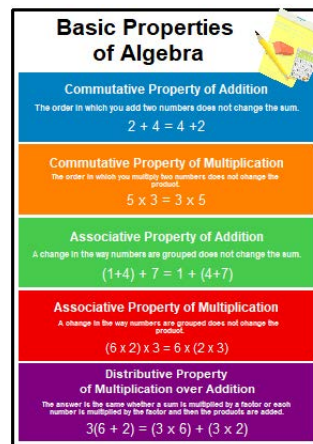 Basic Properties
of Algebra
Commutative Property of Addition
The order in which you add two numbers does not change the sum.
2 + 4 = 4 +2
Commutative Property of Multiplication
The order in which you multiply two numbers does not change the
product.
5 x 3 = 3 x 5
Associative Property of Addition
A change in the way numbers are grouped does not change the sum.
(1+4) + 7 = 1 + (4+7)
Associative Property of Multiplication
A change in the way numbers are grouped does not change the
product.
(6 x 2) x 3 = 6 x (2 x 3)
Distributive Property
of Multiplication over Addition
The answer is the same whether a sum is multiplied by a factor or each
number is multiplied by the factor and then the products are added.
3(6 + 2) = (3 x 6) + (3 x 2)